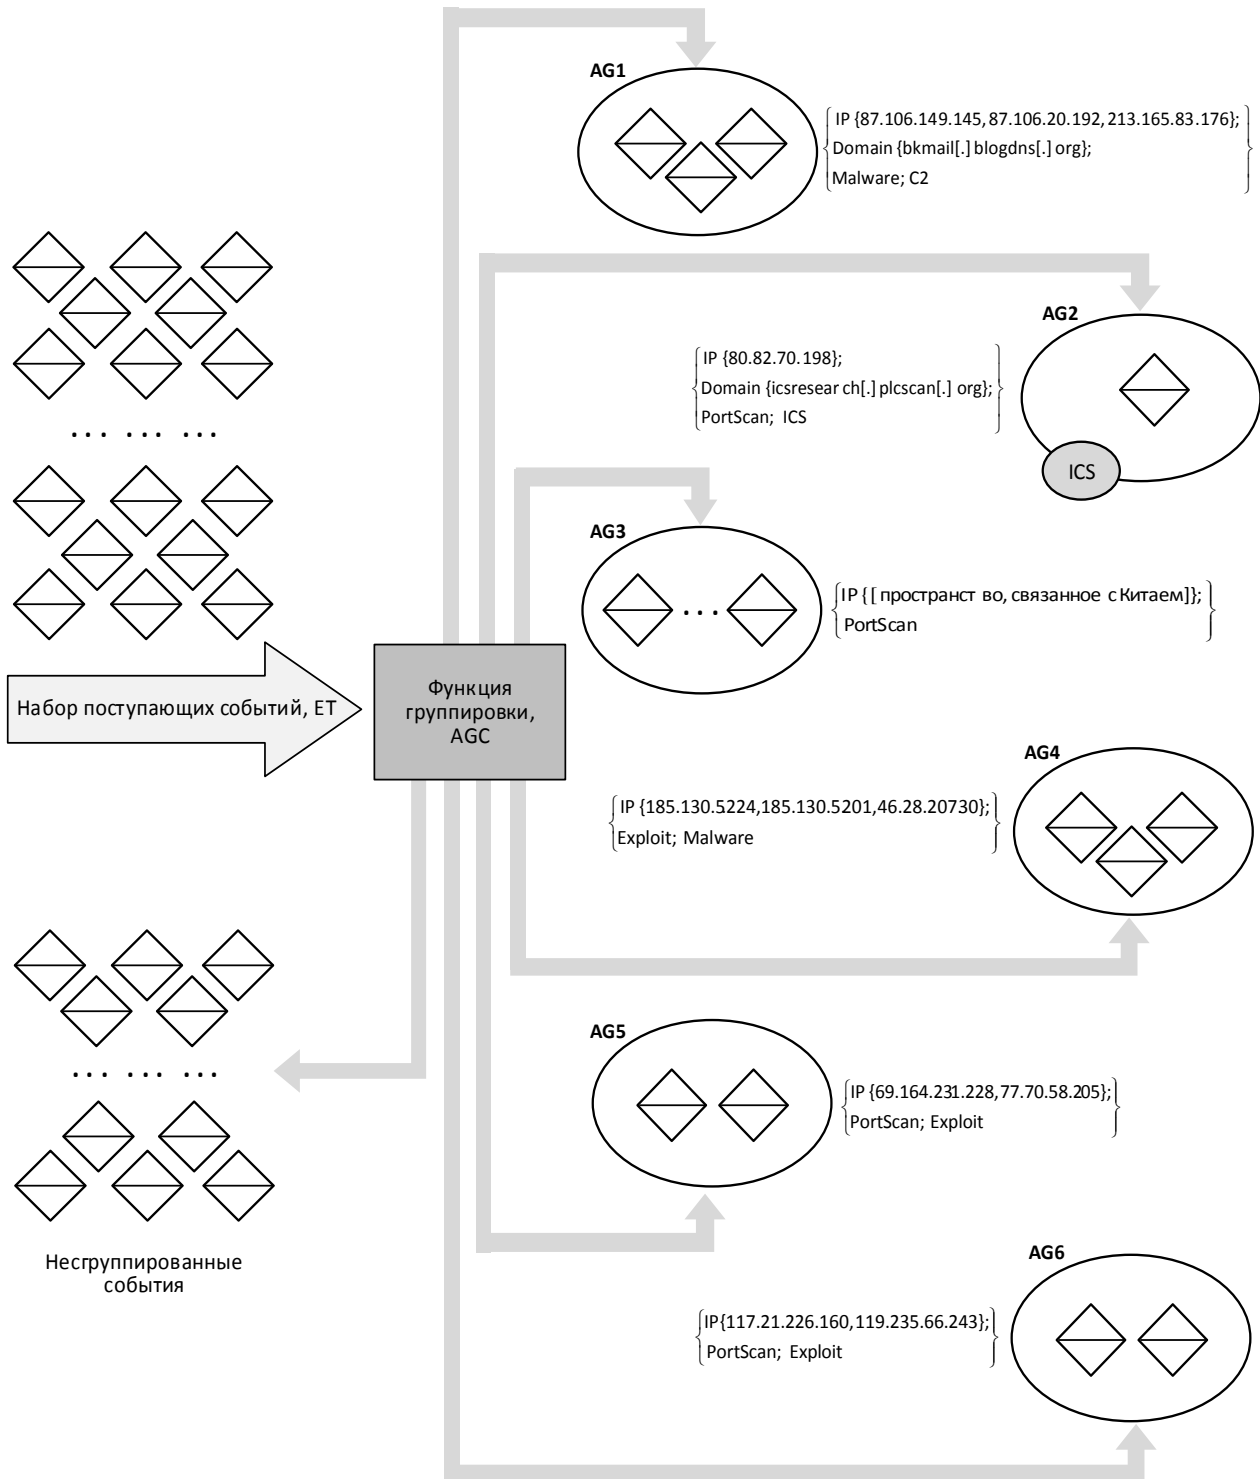 AG1
IP {87.106.149.145, 87.106.20.192, 213.165.83.176};
Domain {bkmail[.] blogdns[.] org};
Malware; C2
AG2
IP {80.82.70.198};
Domain {icsresear ch[.] plcscan[.] org};
PortScan; ICS
ICS
... ... ...
AG3
... 
IP {[ пространст во, связанное с Китаем]};
PortScan
Набор поступающих событий, ET
Функция
группировки,
AGC
AG4
IP {185.130.5224,185.130.5201,46.28.20730};
Exploit; Malware
AG5
IP {69.164.231.228, 77.70.58.205};
PortScan; Exploit
... ... ...
Несгруппированные
события
AG6
IP{117.21.226.160,119.235.66.243};
PortScan; Exploit